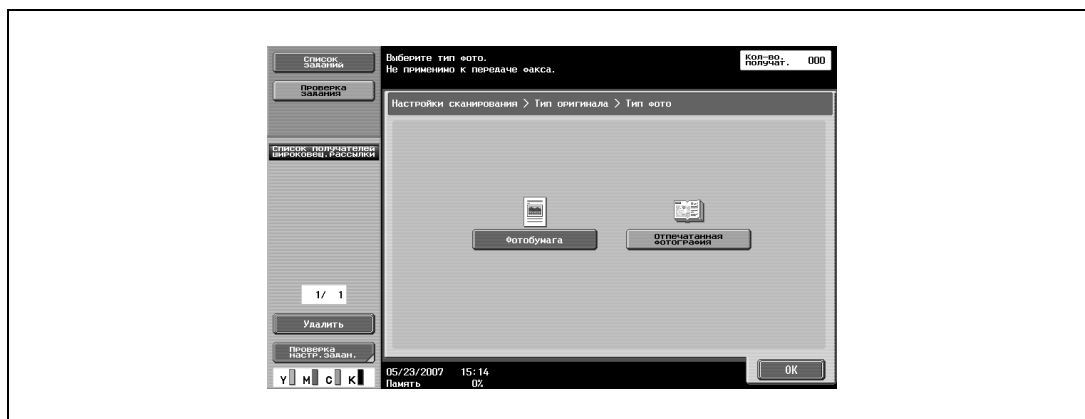 Список
заданий
Проверка
задания
Список получателей
широковещ.рассылки
1/ 1
Удалить
Проверка
настр.задан.
Y M C K
Выберите тип фото.
Не применимо к передаче факса.
Кол-во.
получат. 000
Настройки сканирования > Тип оригинала > Тип фото
Фотобумага
Отпечатанная
фотография
05/23/2007 15:14
Память 0%
OK